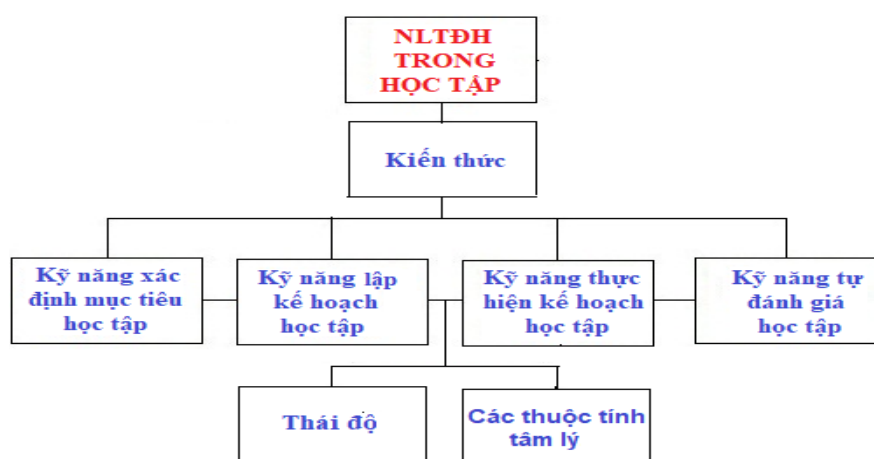 NLTĐH
TRONG
HỌC TẬP
Kiến thức
Kỹ năng xác
định mục tiêu
học tập
Kỹ năng lập
kế hoạch
học tập
Kỹ năng thực
hiện kế hoạch
học tập
Kỹ năng tự
đánh giá
học tập
Thái độ
Các thuộc tính
tâm lý